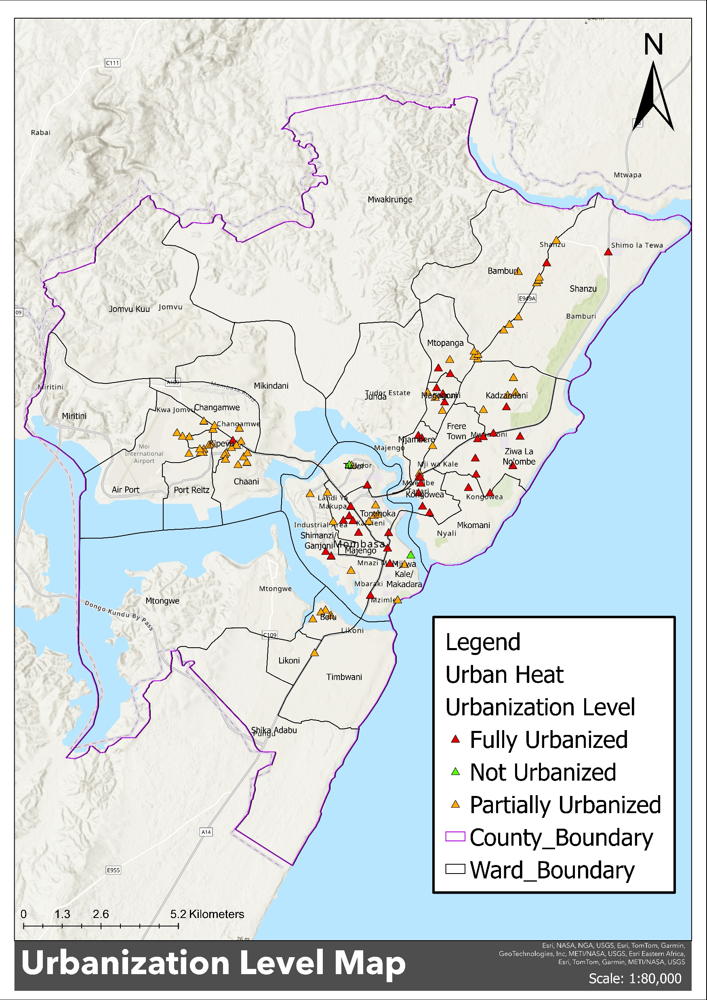 240 m
N
C111
Rabai
Mtwapa
Mwakirunge
Shanzu
Shimo la Tewa
Bamburi
Shanzu
E949A
09
Jomvu Kuu
Jomvu
Bamburi
Mtopanga
A109
Mombasa Road
Mikindani
Miritini
Tudor Estate
Junda
Kadzandani
Kwa Jomvu
Changamwe
Miritini
Changamwe
Frere
Town
Mjambere
Kipevu
Moi
International
Airport
Majengo
Ziwa La
Ng'ombe
Mji wa Kale
Tudor
Chaani
Air Port
Port Reitz
Landi Ya
Makupa
Kongowea
Kongowea
Tononoka
Industrial Area
Mkomani
Shimanzi/
Ganjoni
Nyali
Mombasa
Majengo
Mji wa
Kale/
Makadara
Mbaraki
Mtongwe
Mtongwe
Dongo Kundu By Pass
Bofu
Likoni
C109
Likoni
Timbwani
Shika Adabu
Pungu
A14
E955
Legend
Urban Heat
Urbanization Level
Fully Urbanized
Not Urbanized
Partially Urbanized
County_Boundary
Ward_Boundary
0 1.3 2.6 5.2 Kilometers
26 m
Urbanization Level Map
Esri, NASA, NGA, USGS, Esri, TomTom, Garmin,
GeoTechnologies, Inc, METI/NASA, USGS, Esri Eastern Africa,
Esri, TomTom, Garmin, METI/NASA, USGS
Scale: 1:80,000